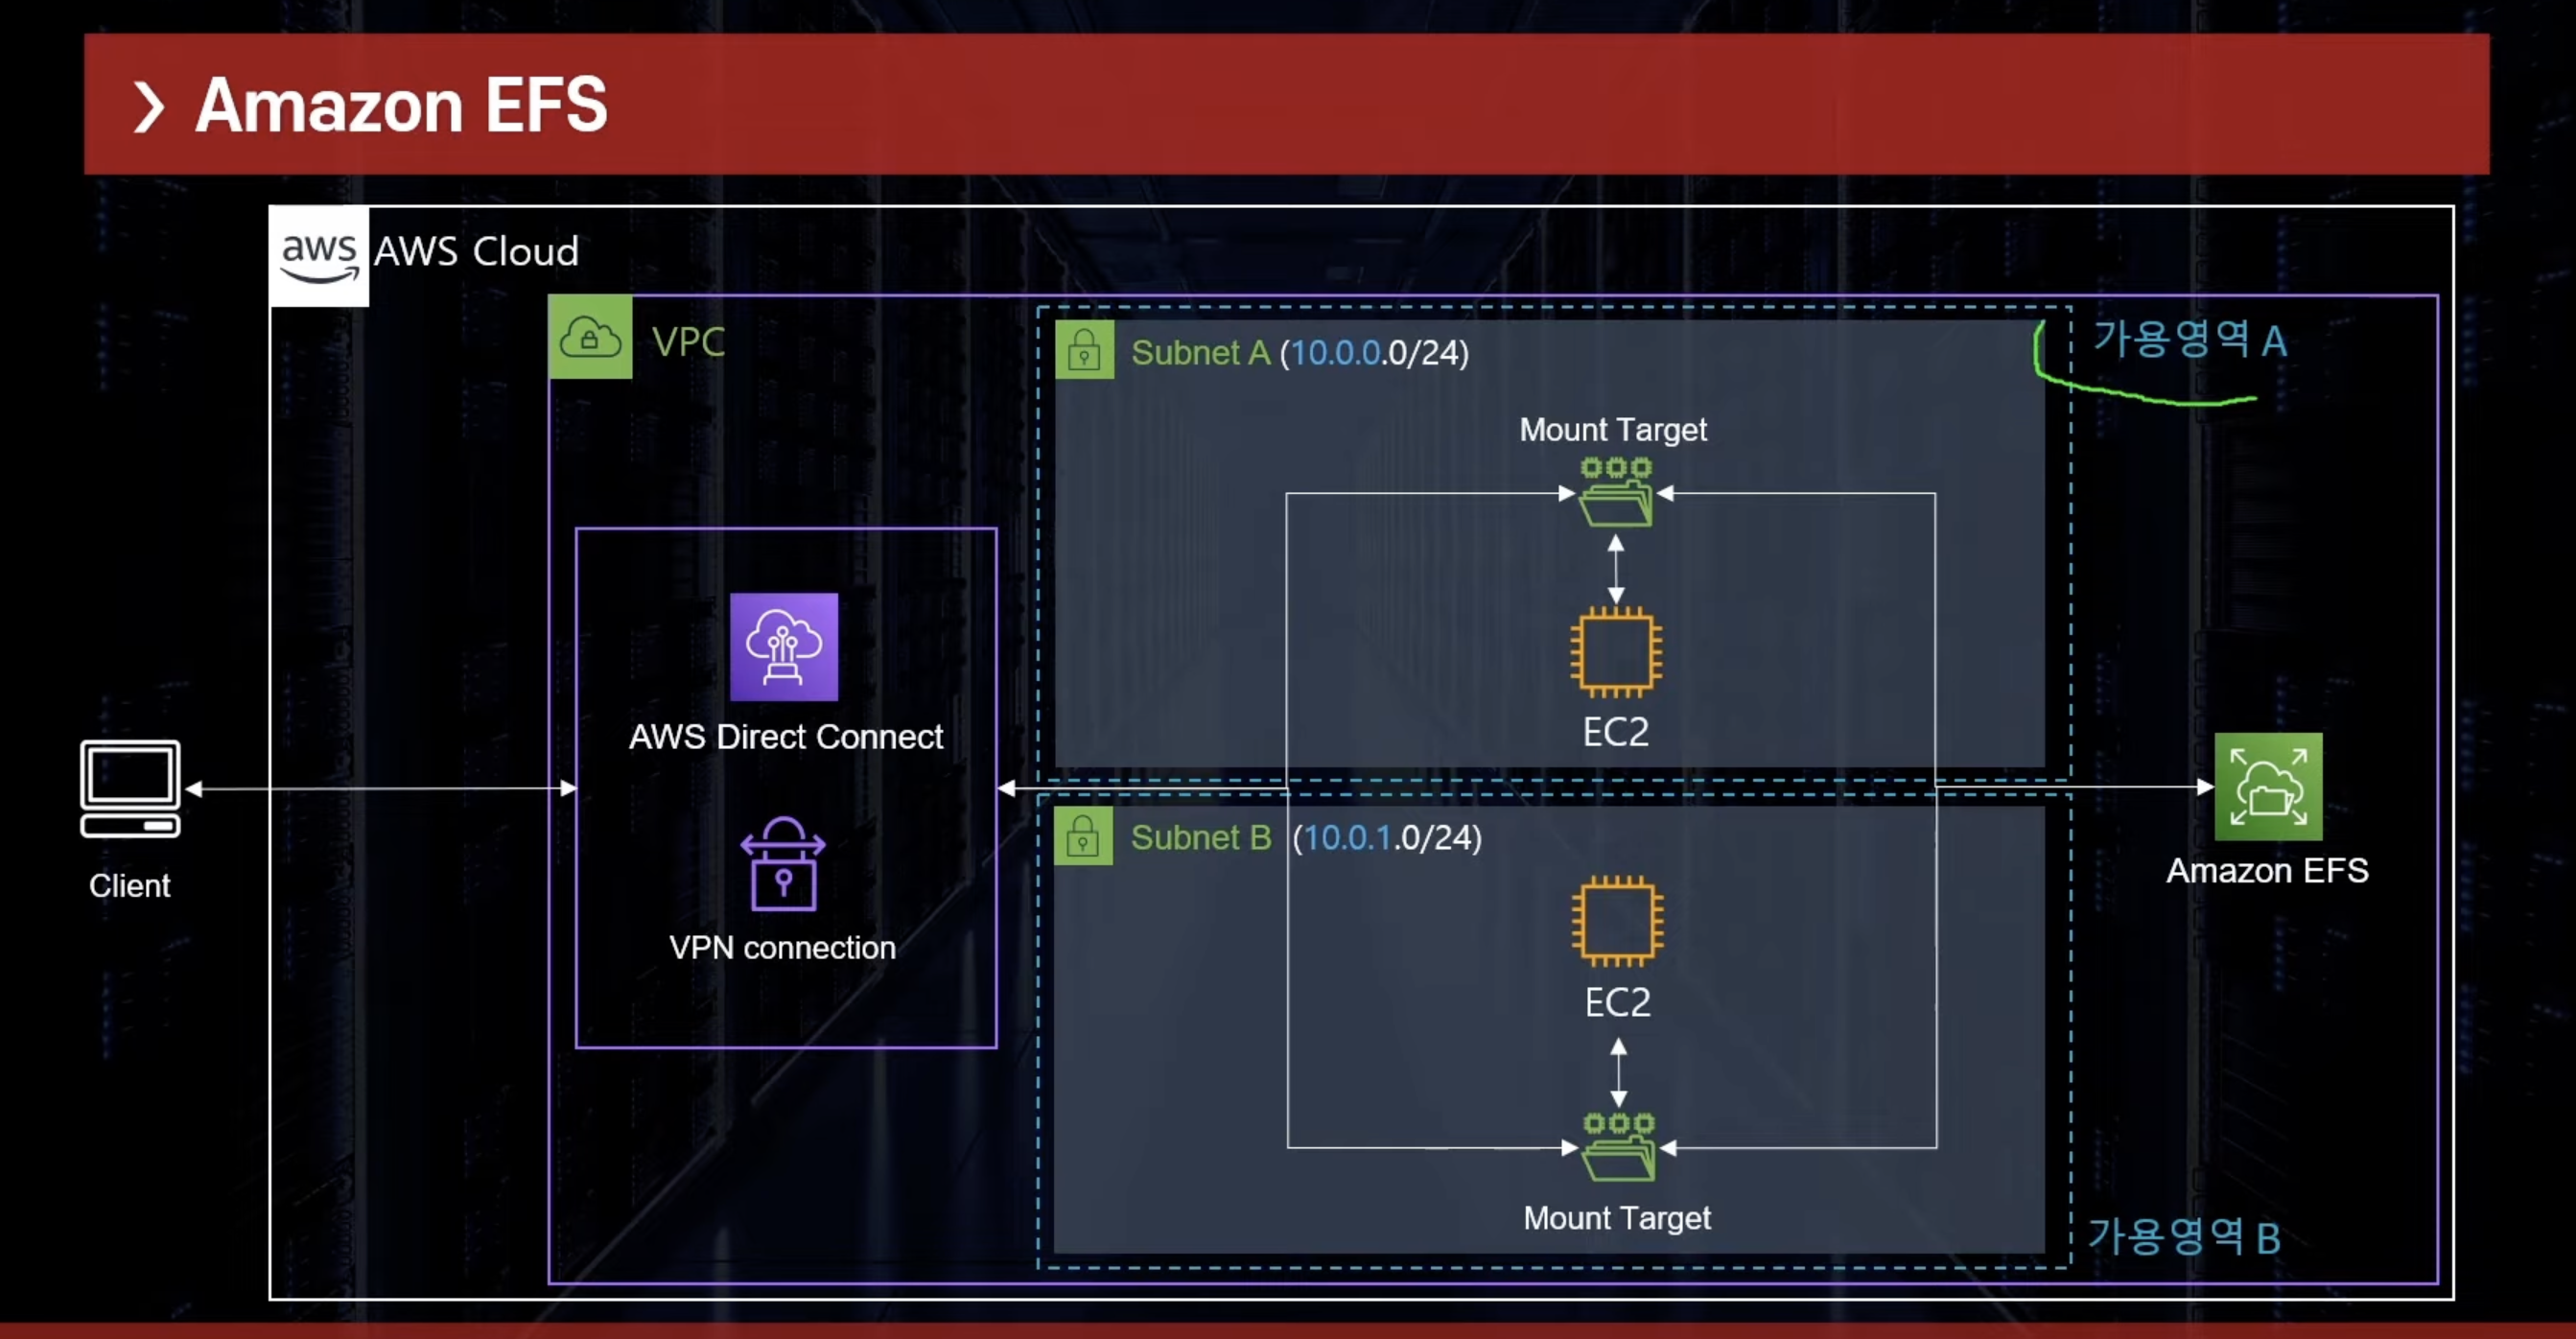 › Amazon EFS
aws
AWS Cloud
VPC
Subnet A (10.0.0.0/24)
가용영역 A
Mount Target
EC2
AWS Direct Connect
VPN connection
Client
Subnet B (10.0.1.0/24)
EC2
Mount Target
Amazon EFS
가용영역 B